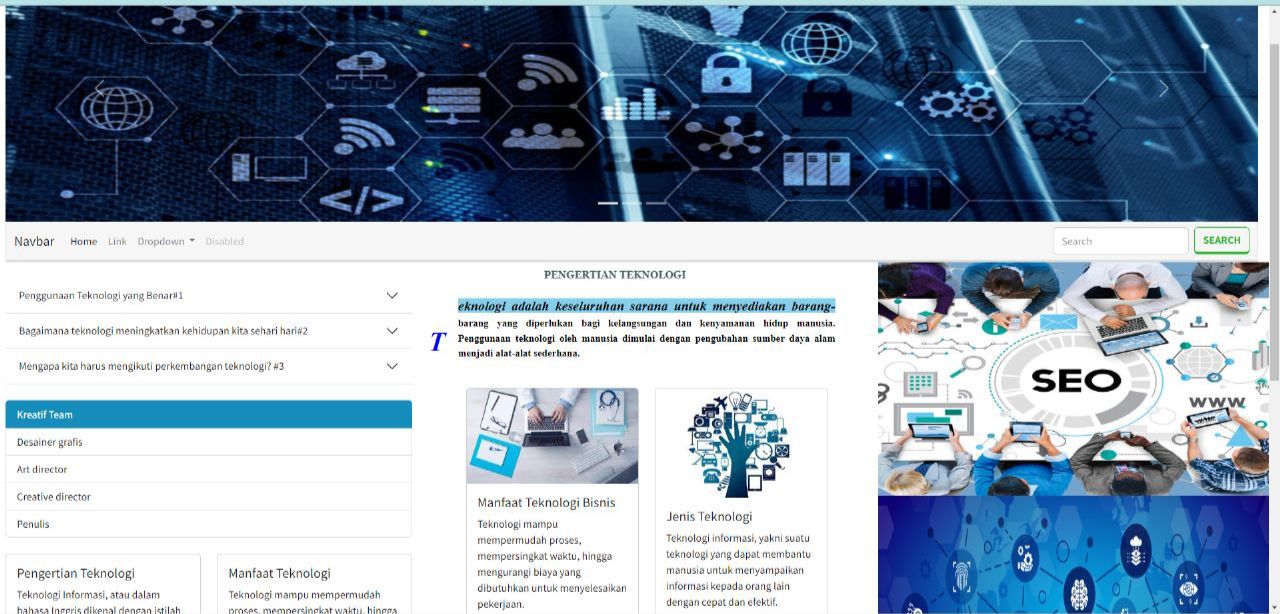 Navbar Home Link Dropdown Disabled Search SEARCH
Penggunaan Teknologi yang Benar#1
Bagaimana teknologi meningkatkan kehidupan kita sehari hari#2
Mengapa kita harus mengikuti perkembangan teknologi? #3
Kreatif Team
Desainer grafis
Art director
Creative director
Penulis
Pengertian Teknologi
Teknologi Informasi, atau dalam
bahasa Inggris dikenal dengan istilah
Manfaat Teknologi
Teknologi mampu mempermudah
proses, mempersingkat waktu, hingga
PENGERTIAN TEKNOLOGI
Teknologi adalah keseluruhan sarana untuk menyediakan barang-
barang yang diperlukan bagi kelangsungan dan kenyamanan hidup manusia.
Penggunaan teknologi oleh manusia dimulai dengan pengubahan sumber daya alam
menjadi alat-alat sederhana.
Manfaat Teknologi Bisnis
Teknologi mampu
mempermudah proses,
mempersingkat waktu, hingga
mengurangi biaya yang
dibutuhkan untuk menyelesaikan
pekerjaan.
Jenis Teknologi
Teknologi informasi, yakni suatu
teknologi yang dapat membantu
manusia untuk menyampaikan
informasi kepada orang lain
dengan cepat dan efektif.
SEO
WWW